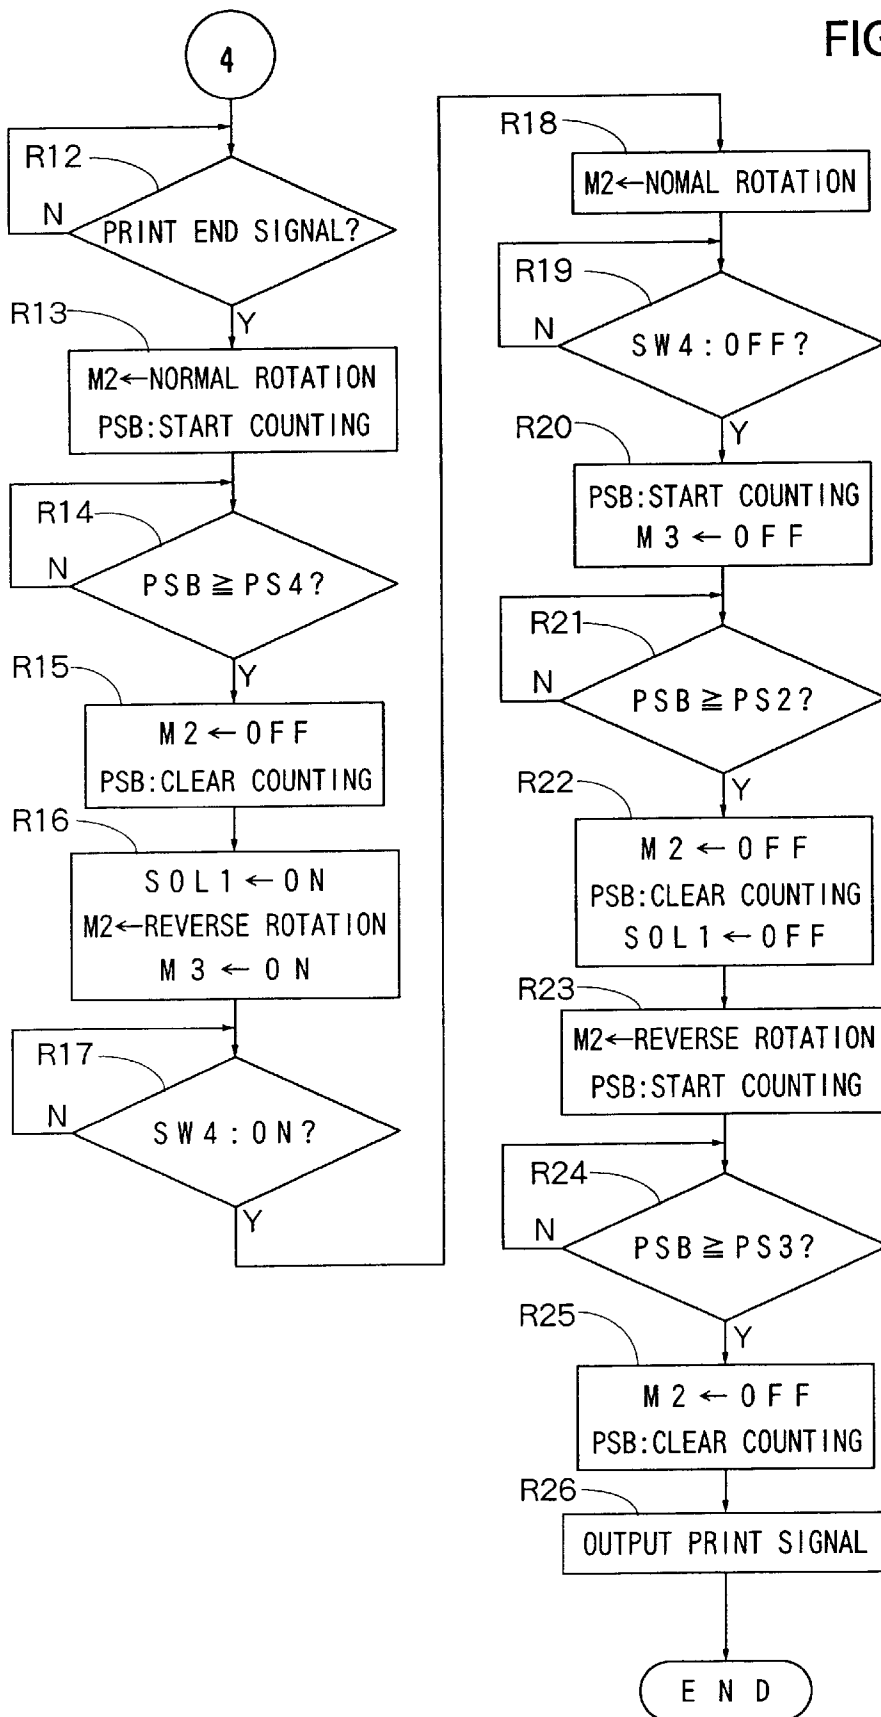 FIG
4
R12
N
PRINT END SIGNAL?
Y
R13
M2←NORMAL ROTATION
PSB:START COUNTING
R14
N
PSB≧PS4?
Y
R15
M2←OFF
PSB:CLEAR COUNTING
R16
SOL1←ON
M2←REVERSE ROTATION
M3←ON
R17
N
SW4:ON?
Y
R18
M2←NOMAL ROTATION
R19
N
SW4:OFF?
Y
R20
PSB:START COUNTING
M3←OFF
R21
N
PSB≧PS2?
Y
R22
M2←OFF
PSB:CLEAR COUNTING
SOL1←OFF
R23
M2←REVERSE ROTATION
PSB:START COUNTING
R24
N
PSB≧PS3?
Y
R25
M2←OFF
PSB:CLEAR COUNTING
R26
OUTPUT PRINT SIGNAL
END